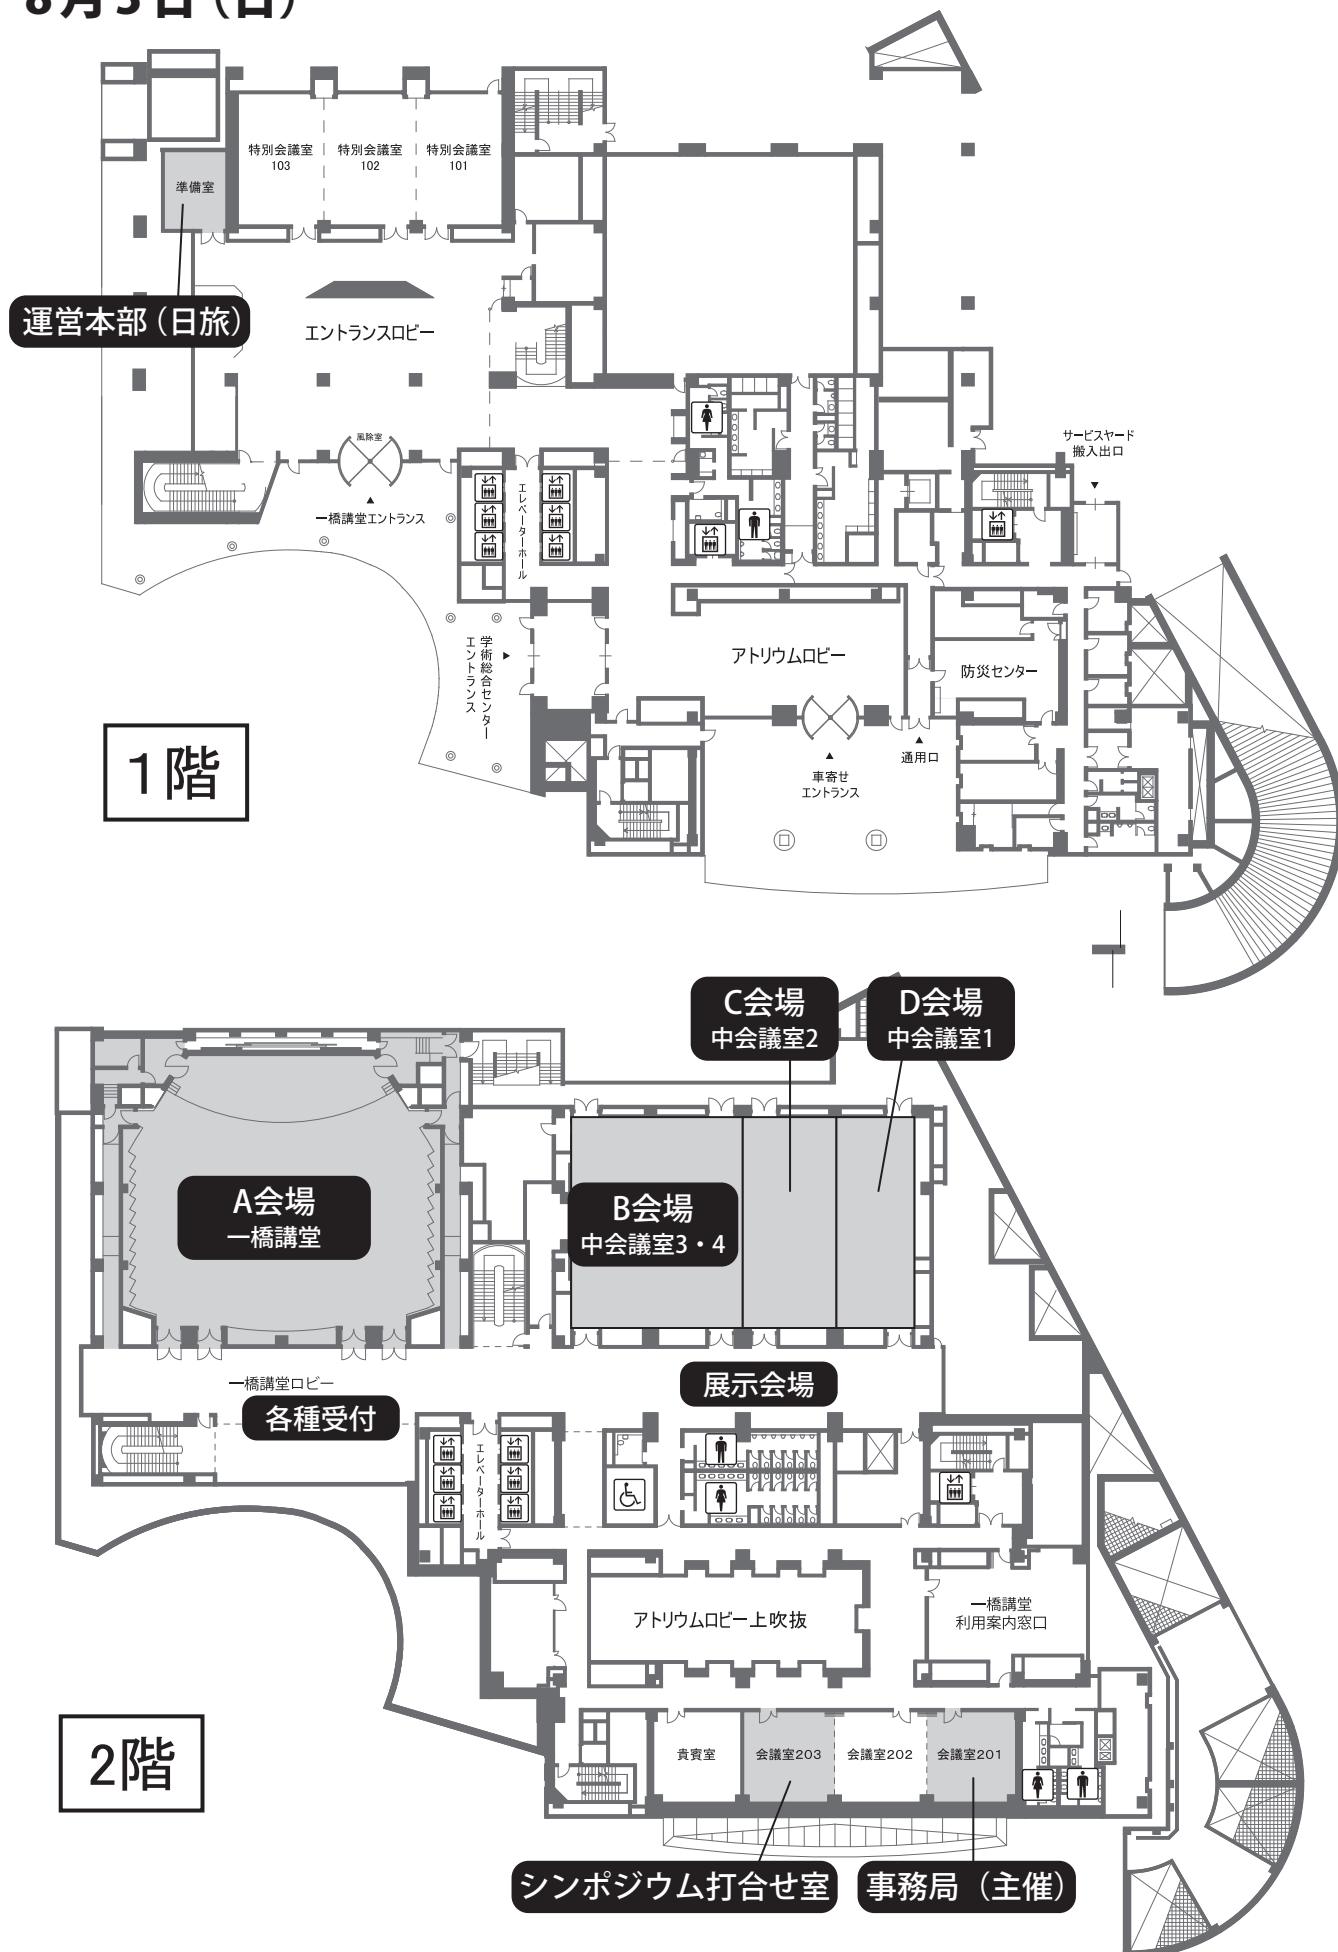 8月3日（日）
特別会議室
103
特別会議室
102
特別会議室
101
準備室
運営本部（日旅）
エントランスロビー
風除室
一橋講堂エントランス
エレベーターホール
サービスヤード
搬入出口
学術総合センター
エントランス
アトリウムロビー
防災センター
車寄せ
エントランス
通用口
1階
C会場
中会議室2
D会場
中会議室1
A会場
一橋講堂
B会場
中会議室3・4
一橋講堂ロビー
各種受付
展示会場
エレベーターホール
アトリウムロビー上吹抜
一橋講堂
利用案内窓口
2階
貴賓室
会議室203
会議室202
会議室201
シンポジウム打合せ室
事務局（主催）